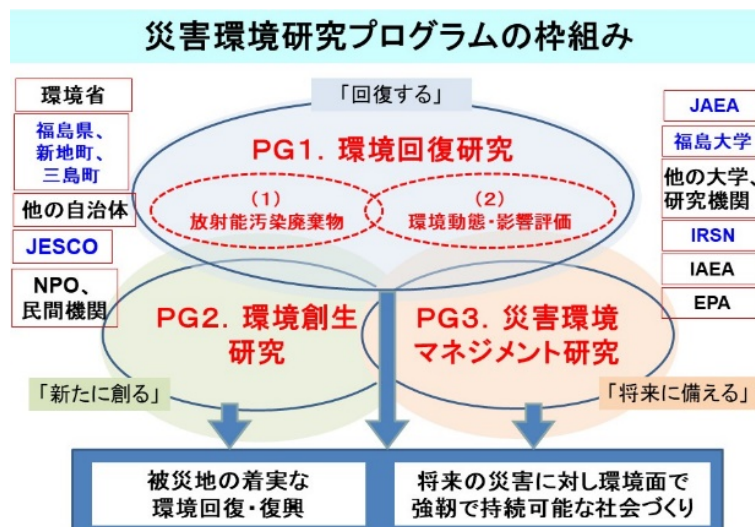 災害環境研究プログラムの枠組み
環境省
福島県、
新地町、
三島町
他の自治体
JESCO
NPO、
民間機関
「回復する」
PG1．環境回復研究
(1)
放射能汚染廃棄物
(2)
環境動態・影響評価
JAEA
福島大学
他の大学、
研究機関
IRSN
IAEA
EPA
PG2．環境創生
研究
PG3．災害環境
マネジメント研究
「新たに創る」
「将来に備える」
被災地の着実な
環境回復・復興
将来の災害に対し環境面で
強靭で持続可能な社会づくり